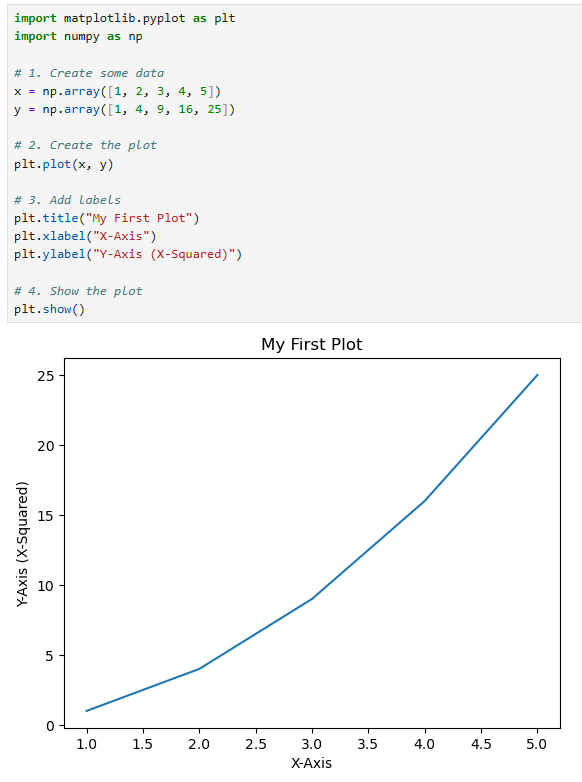 import matplotlib.pyplot as plt
import numpy as np
# 1. Create some data
x = np.array([1, 2, 3, 4, 5])
y = np.array([1, 4, 9, 16, 25])
# 2. Create the plot
plt.plot(x, y)
# 3. Add labels
plt.title("My First Plot")
plt.xlabel("X-Axis")
plt.ylabel("Y-Axis (X-Squared)")
# 4. Show the plot
plt.show()
My First Plot
25
20
15
10
5
0
Y-Axis (X-Squared)
1.0 1.5 2.0 2.5 3.0 3.5 4.0 4.5 5.0
X-Axis